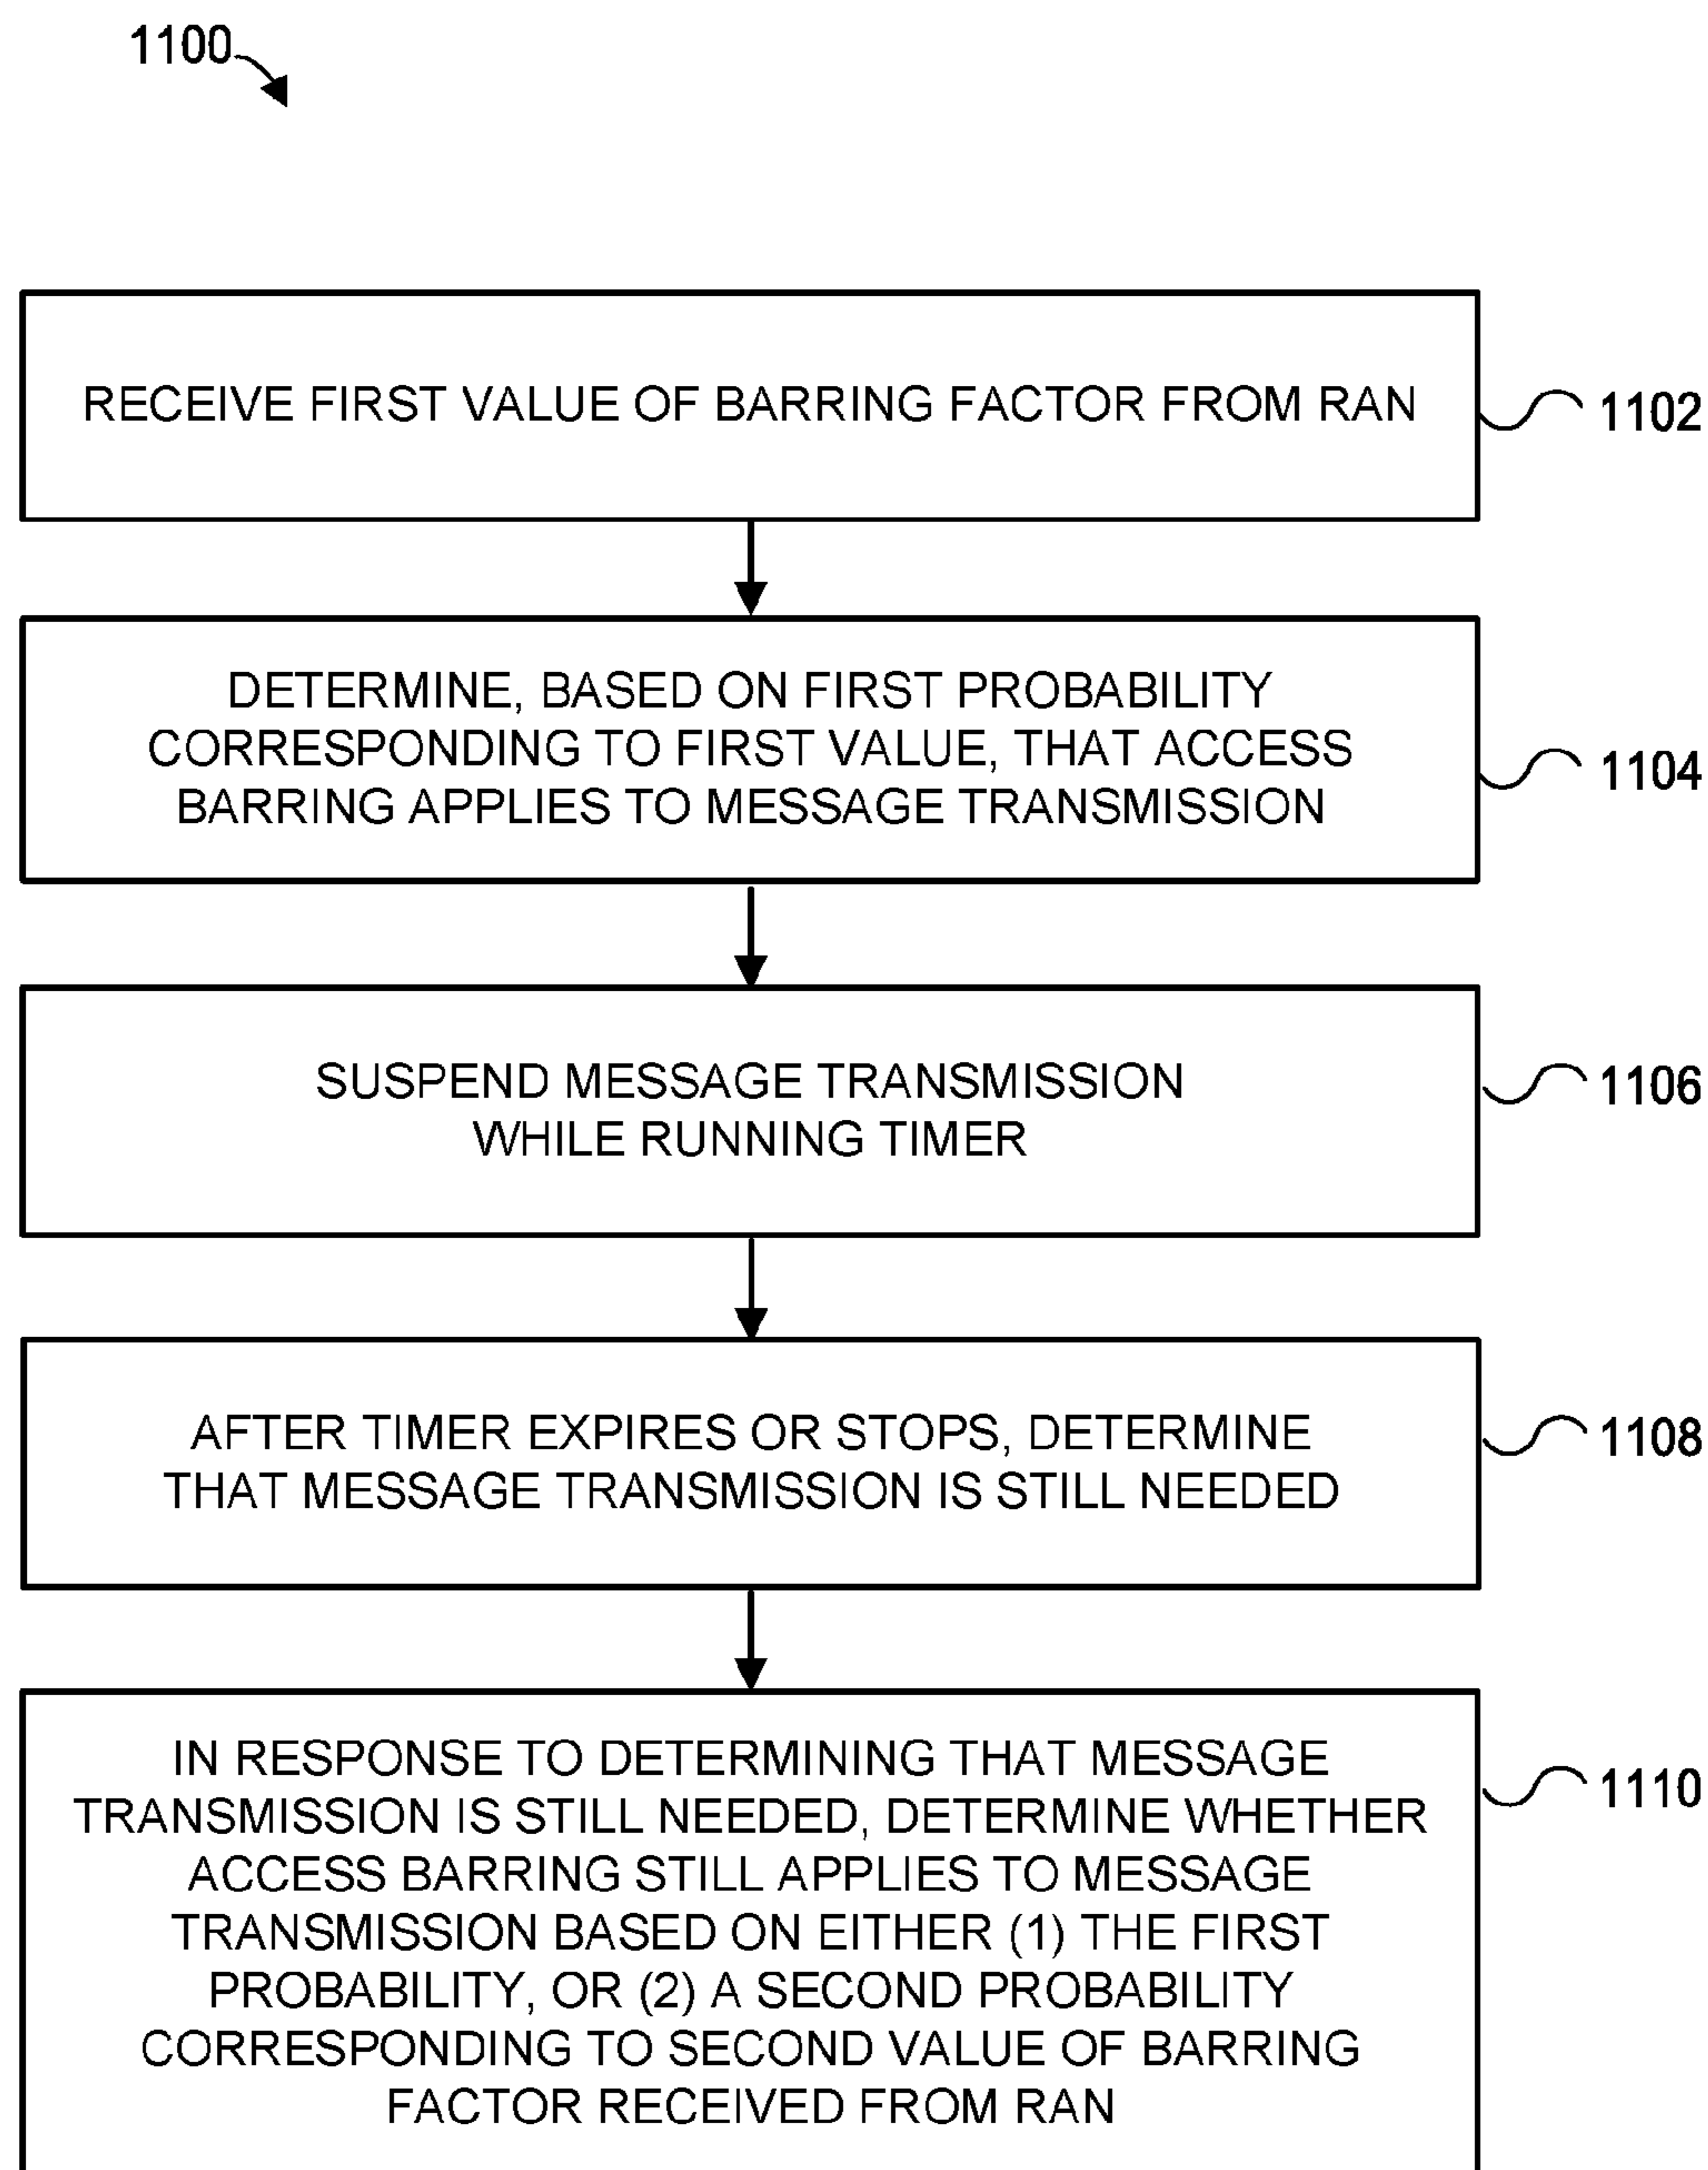 1100
RECEIVE FIRST VALUE OF BARRING FACTOR FROM RAN
1102
DETERMINE, BASED ON FIRST PROBABILITY
CORRESPONDING TO FIRST VALUE, THAT ACCESS
BARRING APPLIES TO MESSAGE TRANSMISSION
1104
SUSPEND MESSAGE TRANSMISSION
WHILE RUNNING TIMER
1106
AFTER TIMER EXPIRES OR STOPS, DETERMINE
THAT MESSAGE TRANSMISSION IS STILL NEEDED
1108
IN RESPONSE TO DETERMINING THAT MESSAGE
TRANSMISSION IS STILL NEEDED, DETERMINE WHETHER
ACCESS BARRING STILL APPLIES TO MESSAGE
TRANSMISSION BASED ON EITHER (1) THE FIRST
PROBABILITY, OR (2) A SECOND PROBABILITY
CORRESPONDING TO SECOND VALUE OF BARRING
FACTOR RECEIVED FROM RAN
1110